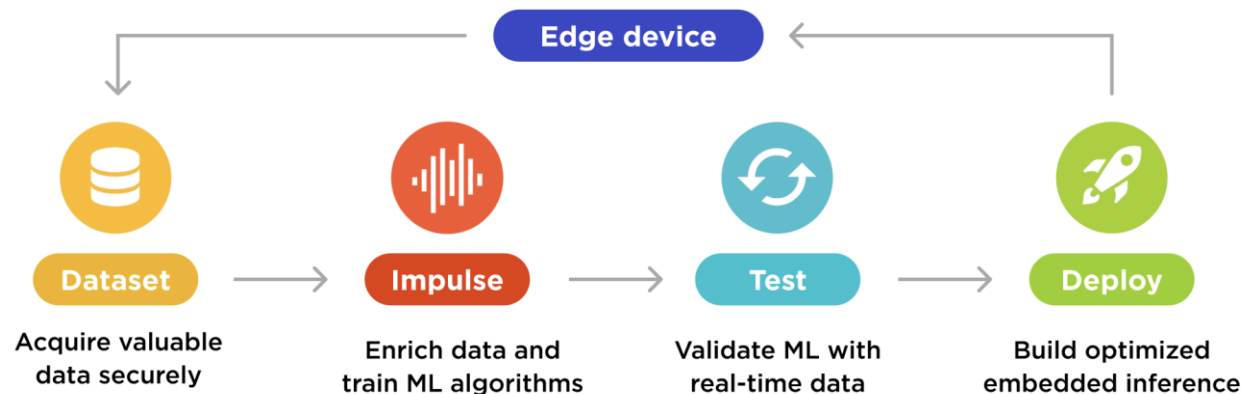 Edge device
Dataset
Impulse
Test
Deploy
Acquire valuable
data securely
Enrich data and
train ML algorithms
Validate ML with
real-time data
Build optimized
embedded inference